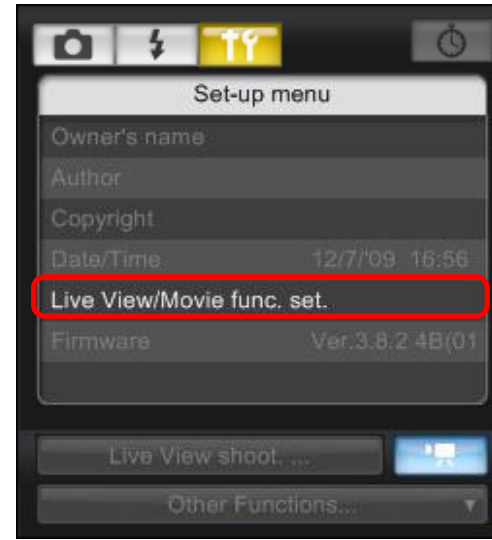 Set-up menu
Owner's name
Author
Copyright
Date/Time 12/7/'09 16:56
Live View/Movie func. set.
Firmware Ver.3.8.2 4B(01
Live View shoot. ...
Other Functions...